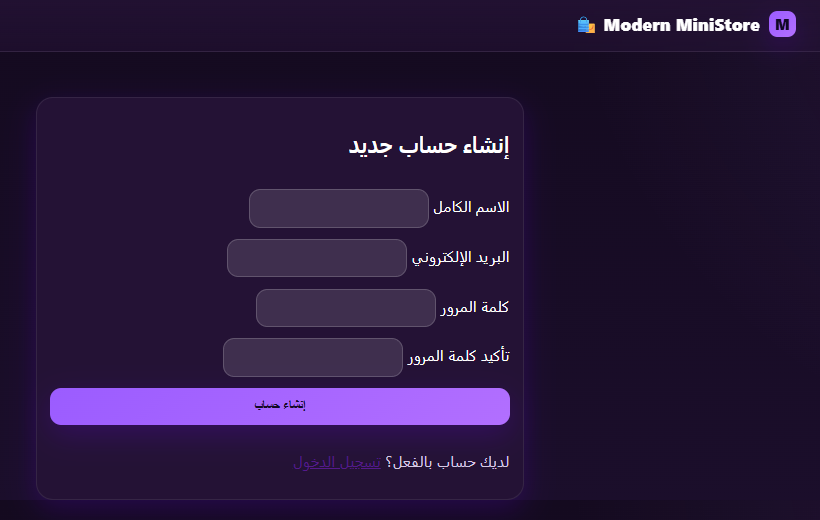 M Modern MiniStore
إنشاء حساب جديد
الاسم الكامل
البريد الإلكتروني
كلمة المرور
تأكيد كلمة المرور
إنشاء حساب
لديك حساب بالفعل؟ تسجيل الدخول